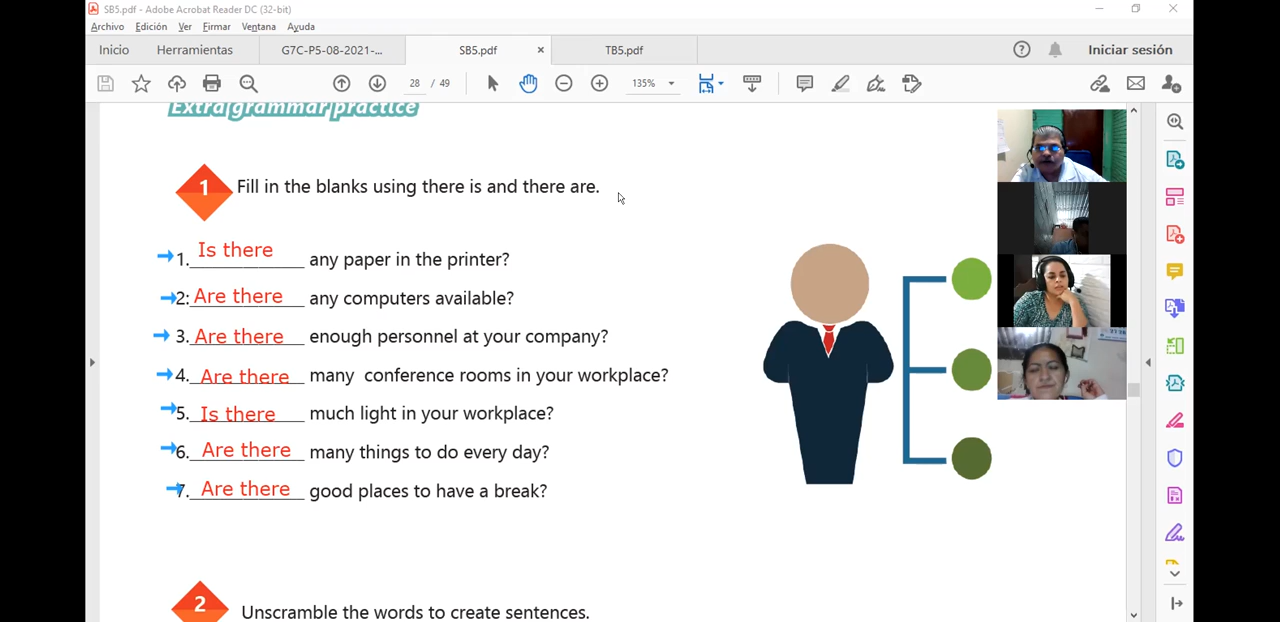 SB5.pdf - Adobe Acrobat Reader DC (32-bit)
Archivo Edición Ver Firmar Ventana Ayuda
Inicio Herramientas G7C-P5-08-2021-... SB5.pdf × TB5.pdf Iniciar sesión
28 / 49 135%
Extra grammar practice
1 Fill in the blanks using there is and there are.
1. Is there any paper in the printer?
2: Are there any computers available?
3. Are there enough personnel at your company?
4. Are there many conference rooms in your workplace?
5. Is there much light in your workplace?
6. Are there many things to do every day?
7. Are there good places to have a break?
2 Unscramble the words to create sentences.